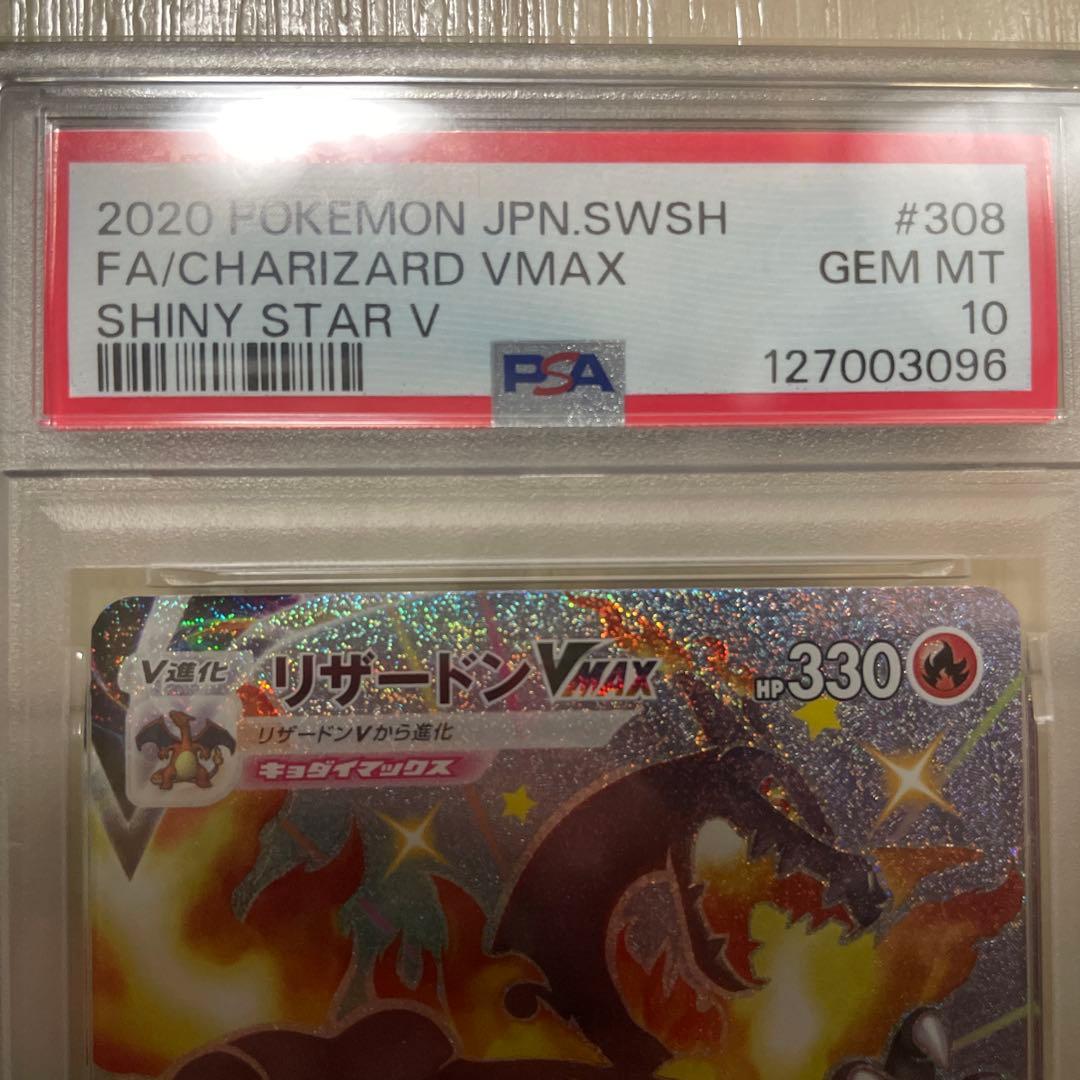 2020 POKEMON JPN.SWSH #308
FA/CHARIZARD VMAX GEM MT
SHINY STAR V 10
PSA 127003096
V進化 リザードンVMAX HP330
リザードンVから進化
キョダイマックス